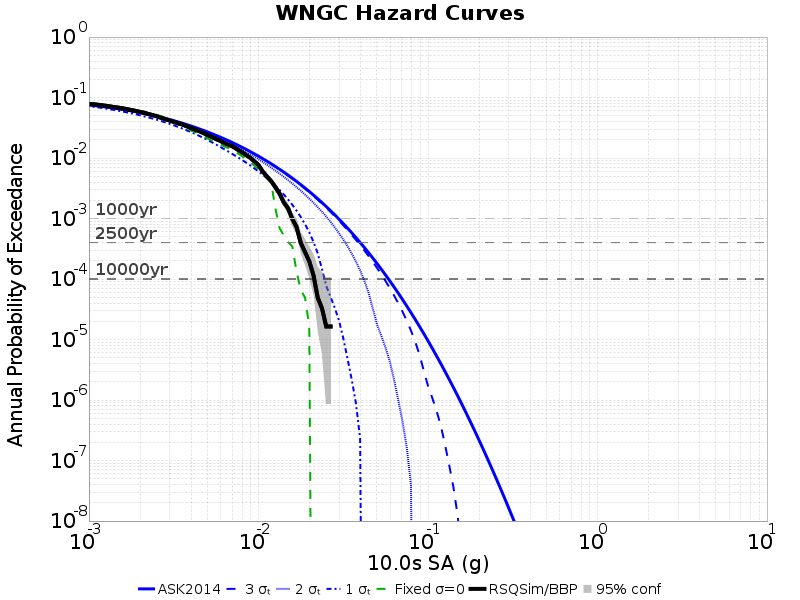 WNGC Hazard Curves
Annual Probability of Exceedance
10^0
10^-1
10^-2
10^-3
10^-4
10^-5
10^-6
10^-7
10^-8
1000yr
2500yr
10000yr
10^-3 10^-2 10^-1 10^0 10^1
10.0s SA (g)
ASK2014 3 σₜ 2 σₜ 1 σₜ Fixed σ=0 RSQSim/BBP 95% conf